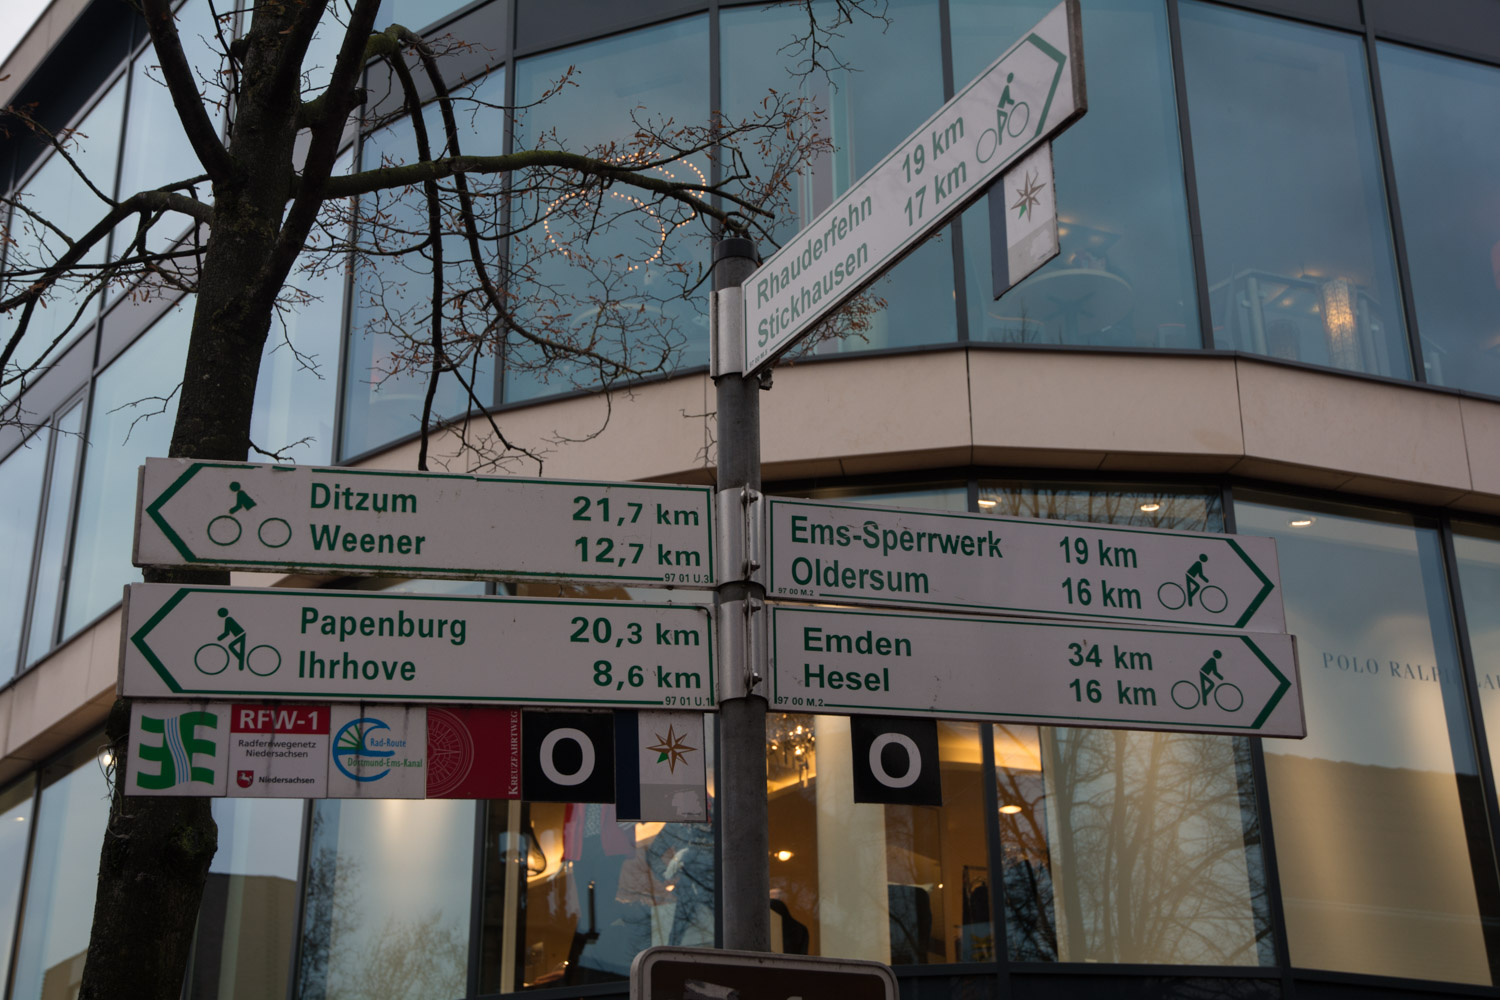 Rhauderfehn 19 km
Stickhausen 17 km
Ditzum 21,7 km
Weener 12,7 km
97 01 U.3
Ems-Sperrwerk 19 km
Oldersum 16 km
97 00 M.2
Papenburg 20,3 km
Ihrhove 8,6 km
97 01 U.1
Emden 34 km
Hesel 16 km
97 00 M.2
RFW-1
Radfernwegenetz
Niedersachsen
Niedersachsen
Rad-Route
Dortmund-Ems-Kanal
KREUZFAHRTWEG
O
O
POLO RALPH LAU